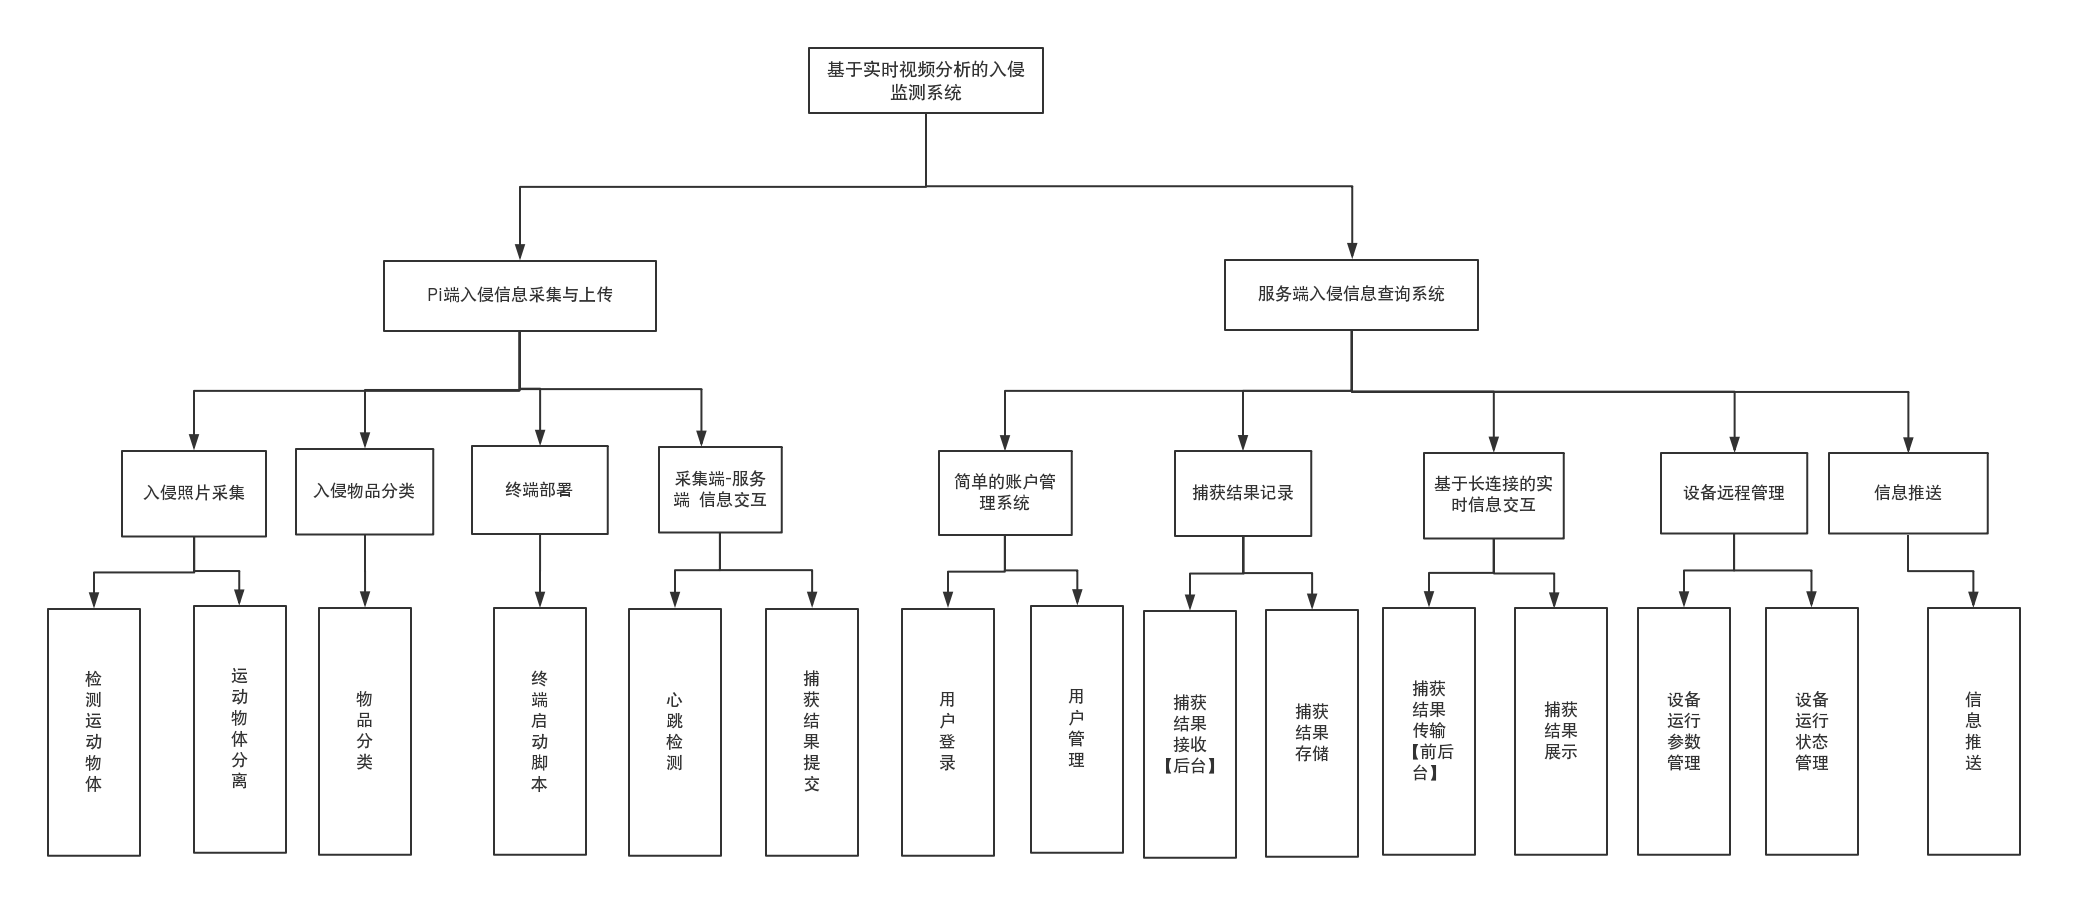 基于实时视频分析的入侵
监测系统
Pi端入侵信息采集与上传
服务端入侵信息查询系统
入侵照片采集
入侵物品分类
终端部署
采集端-服务
端 信息交互
简单的账户管
理系统
捕获结果记录
基于长连接的实
时信息交互
设备远程管理
信息推送
检
测
运
动
物
体
运
动
物
体
分
离
物
品
分
类
终
端
启
动
脚
本
心
跳
检
测
捕
获
结
果
提
交
用
户
登
录
用
户
管
理
捕获
结果
接收
【后台】
捕获
结果
存储
捕获
结果
传输
【前后
台】
捕获
结果
展示
设备
运行
参数
管理
设备
运行
状态
管理
信
息
推
送